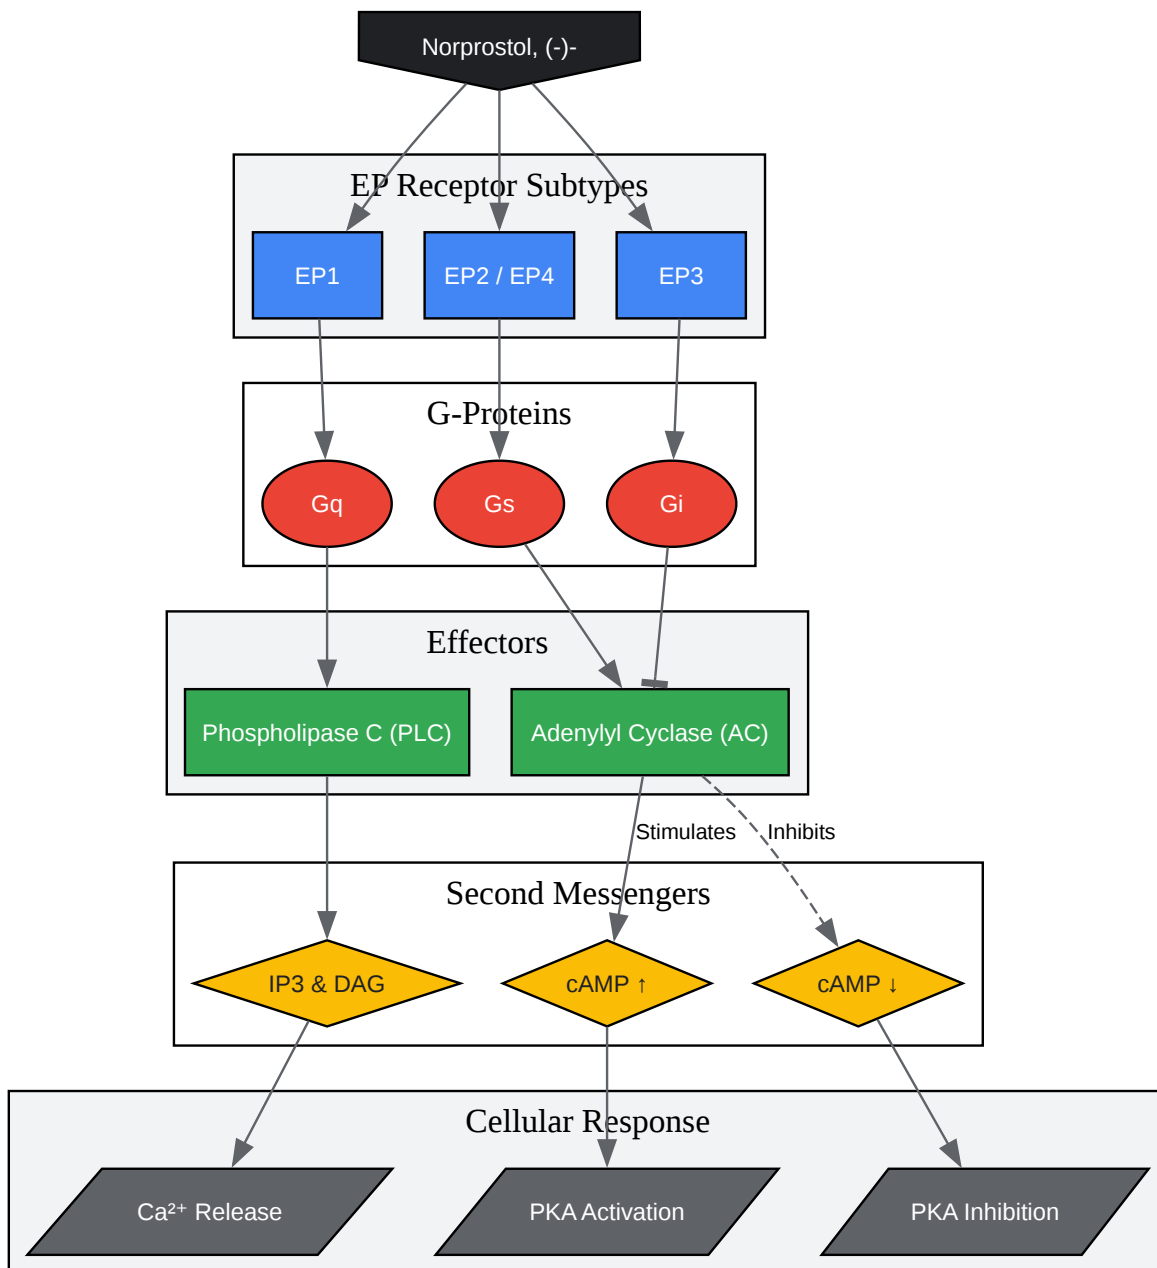 Norprostol, (-)-
EP Receptor Subtypes
EP1
EP2 / EP4
EP3
G-Proteins
Gq
Gs
Gi
Effectors
Phospholipase C (PLC)
Adenylyl Cyclase (AC)
Stimulates
Inhibits
Second Messengers
IP3 & DAG
cAMP ↑
cAMP ↓
Cellular Response
Ca²⁺ Release
PKA Activation
PKA Inhibition